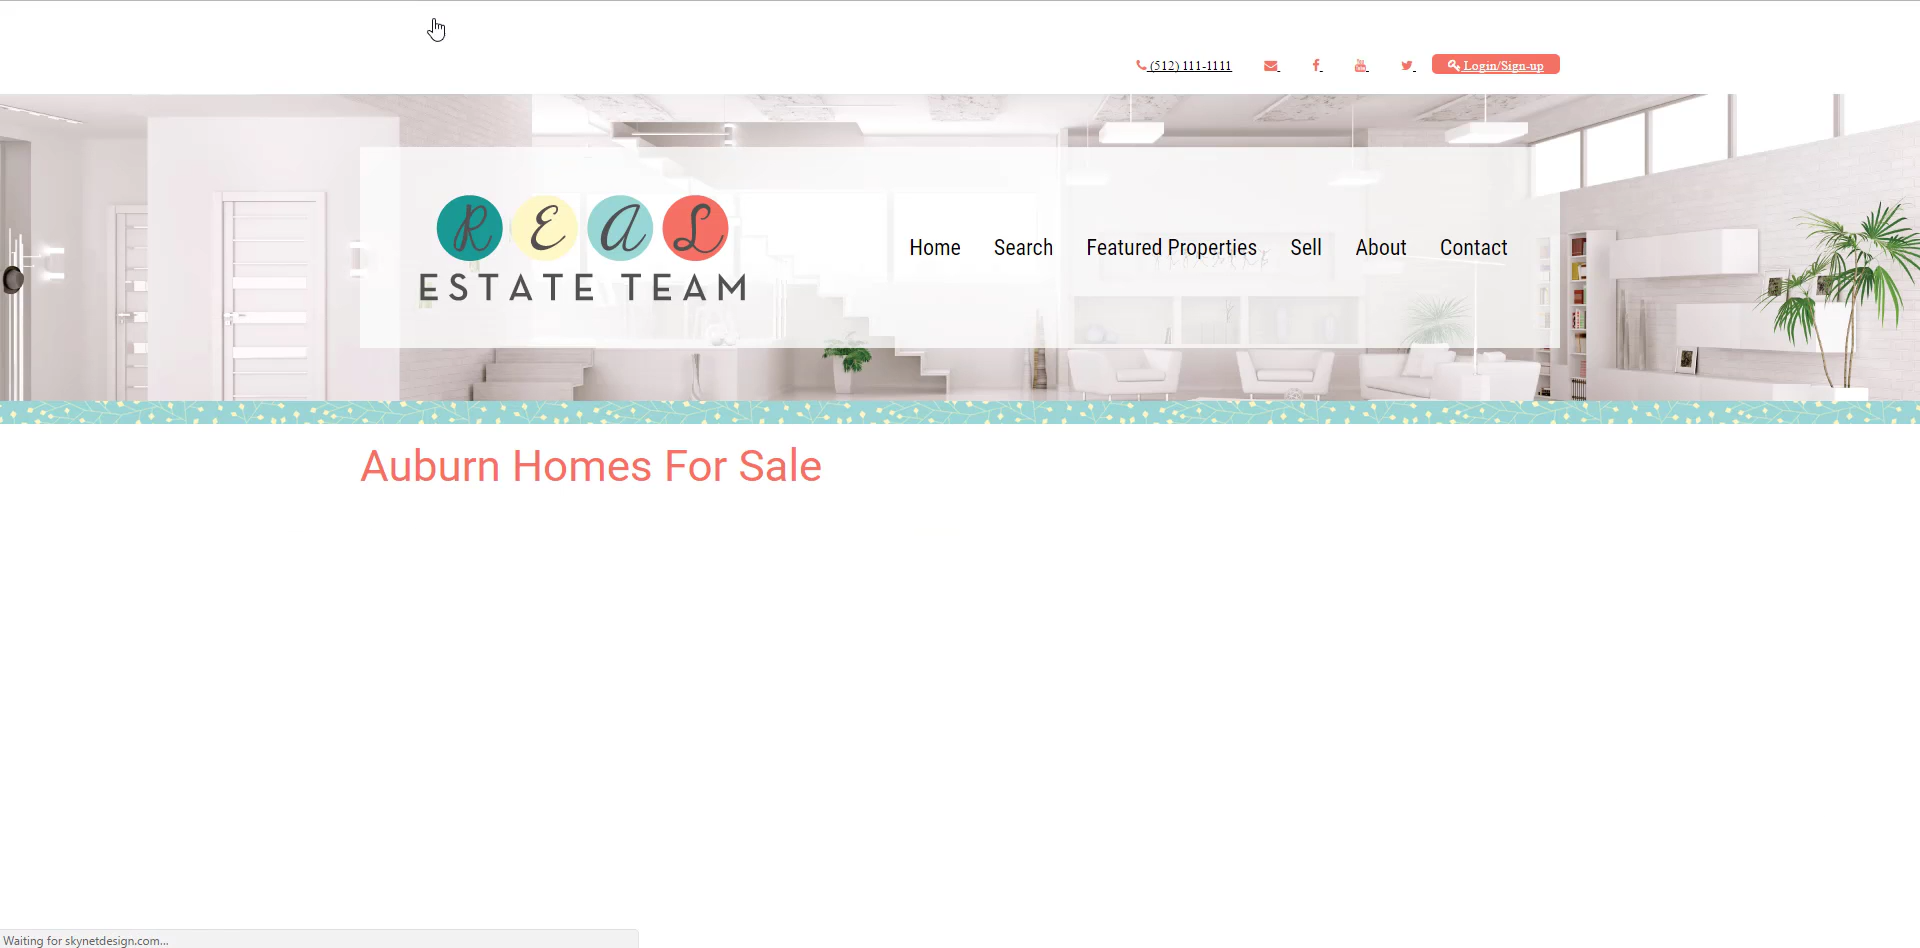 (512) 111-1111
Login/Sign-up
REAL
ESTATE TEAM
Home Search Featured Properties Sell About Contact
Auburn Homes For Sale
Waiting for skynetdesign.com...